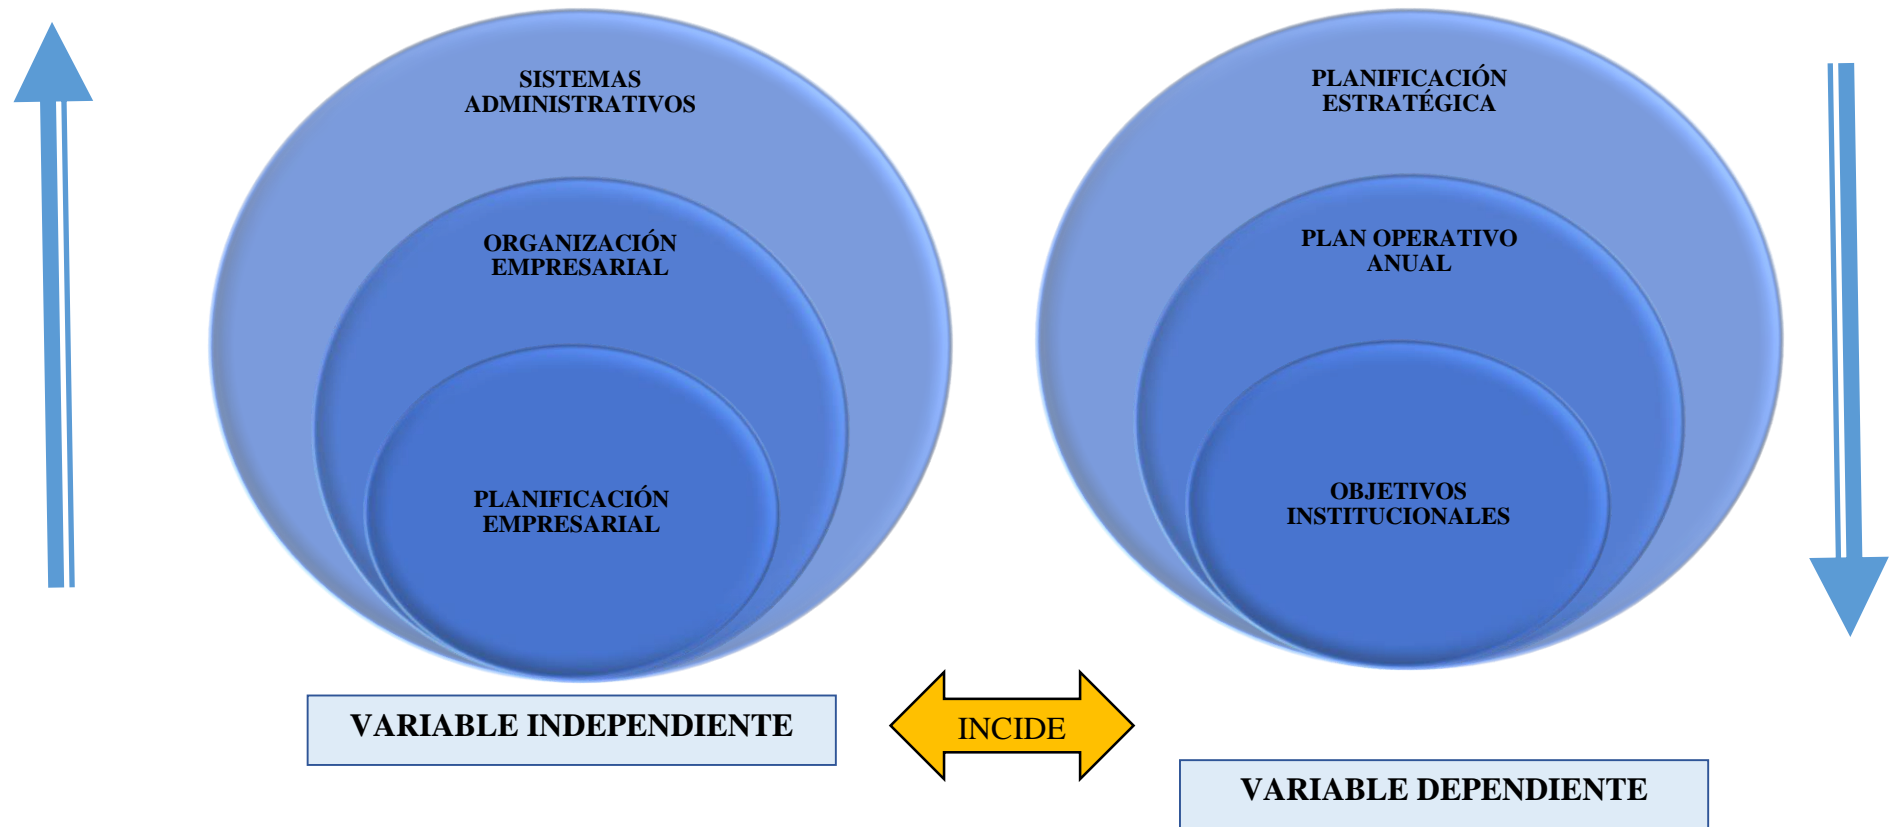 SISTEMAS
ADMINISTRATIVOS
ORGANIZACIÓN
EMPRESARIAL
PLANIFICACIÓN
EMPRESARIAL
PLANIFICACIÓN
ESTRATÉGICA
PLAN OPERATIVO
ANUAL
OBJETIVOS
INSTITUCIONALES
VARIABLE INDEPENDIENTE
INCIDE
VARIABLE DEPENDIENTE